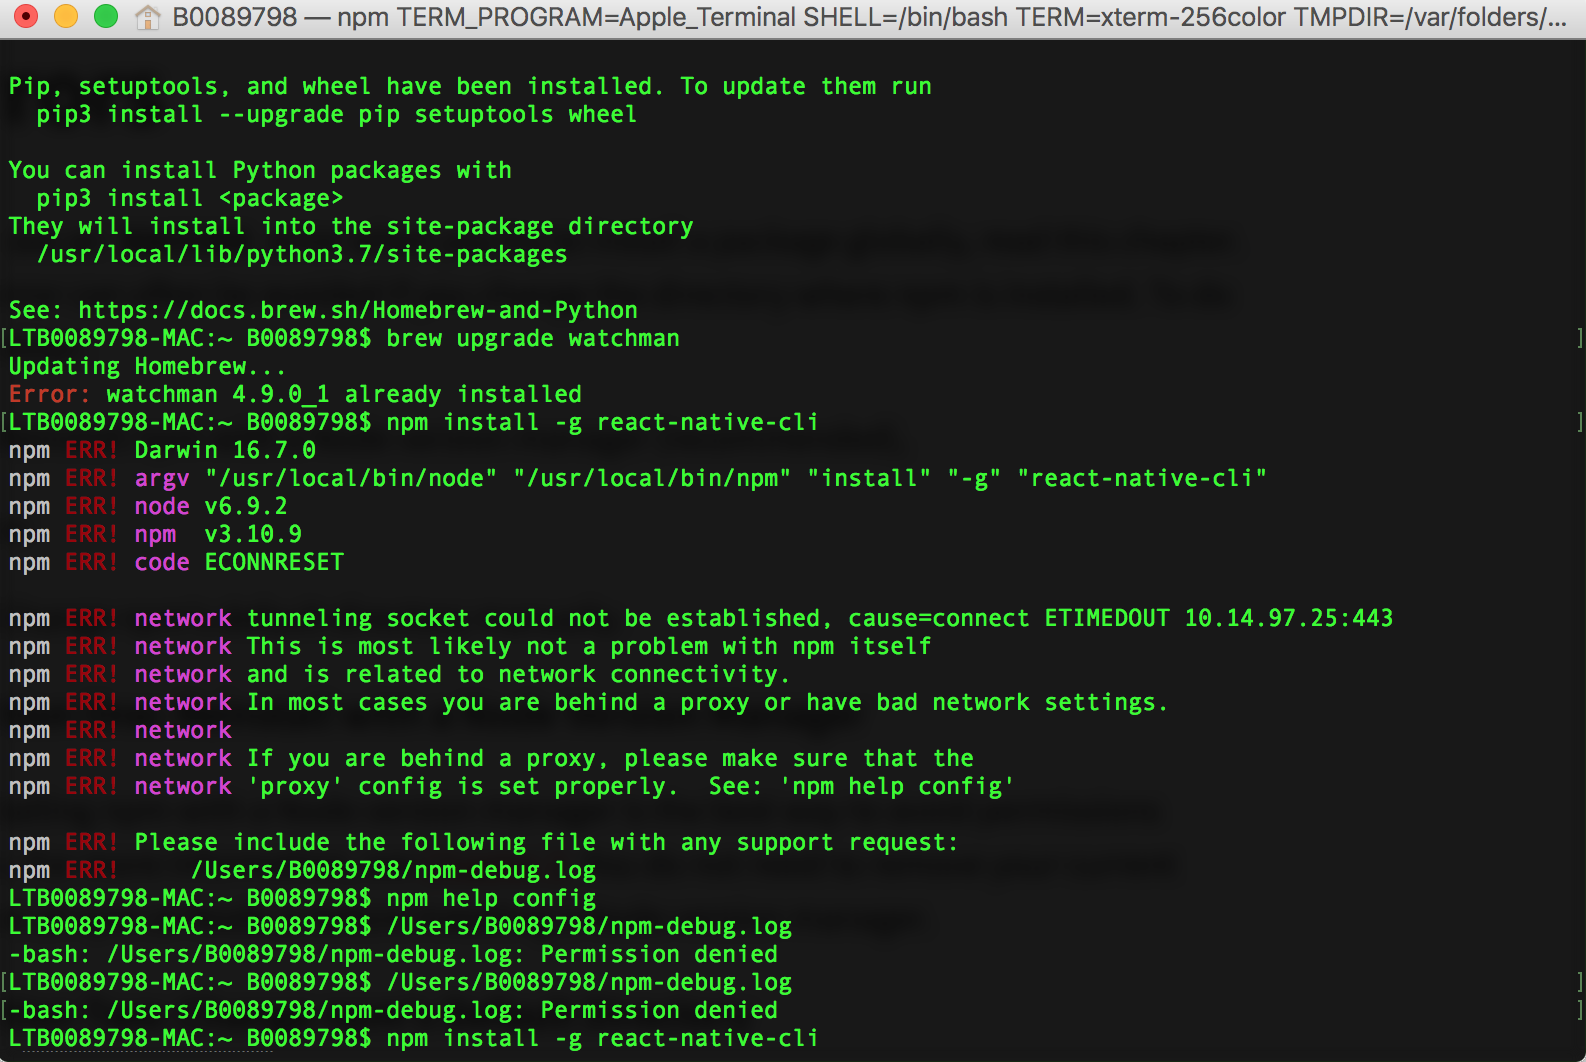 B0089798 — npm TERM_PROGRAM=Apple_Terminal SHELL=/bin/bash TERM=xterm-256color TMPDIR=/var/folders/...
Pip, setuptools, and wheel have been installed. To update them run
  pip3 install --upgrade pip setuptools wheel
You can install Python packages with
  pip3 install <package>
They will install into the site-package directory
  /usr/local/lib/python3.7/site-packages
See: https://docs.brew.sh/Homebrew-and-Python
[LTB0089798-MAC:~ B0089798$ brew upgrade watchman ]
Updating Homebrew...
Error: watchman 4.9.0_1 already installed
[LTB0089798-MAC:~ B0089798$ npm install -g react-native-cli ]
npm ERR! Darwin 16.7.0
npm ERR! argv "/usr/local/bin/node" "/usr/local/bin/npm" "install" "-g" "react-native-cli"
npm ERR! node v6.9.2
npm ERR! npm  v3.10.9
npm ERR! code ECONNRESET
npm ERR! network tunneling socket could not be established, cause=connect ETIMEDOUT 10.14.97.25:443
npm ERR! network This is most likely not a problem with npm itself
npm ERR! network and is related to network connectivity.
npm ERR! network In most cases you are behind a proxy or have bad network settings.
npm ERR! network
npm ERR! network If you are behind a proxy, please make sure that the
npm ERR! network 'proxy' config is set properly.  See: 'npm help config'
npm ERR! Please include the following file with any support request:
npm ERR!     /Users/B0089798/npm-debug.log
LTB0089798-MAC:~ B0089798$ npm help config
LTB0089798-MAC:~ B0089798$ /Users/B0089798/npm-debug.log
-bash: /Users/B0089798/npm-debug.log: Permission denied
[LTB0089798-MAC:~ B0089798$ /Users/B0089798/npm-debug.log ]
[-bash: /Users/B0089798/npm-debug.log: Permission denied ]
LTB0089798-MAC:~ B0089798$ npm install -g react-native-cli